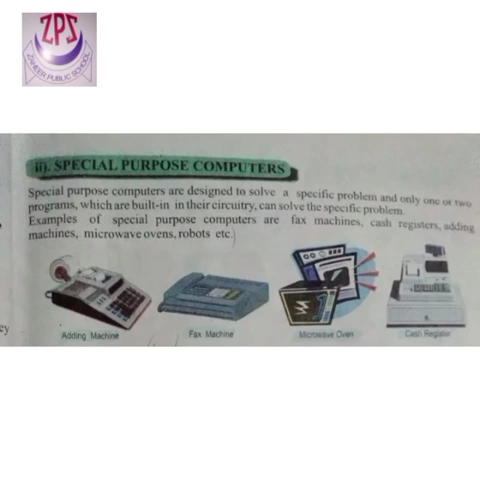 ZPS
ZAHEER PUBLIC SCHOOL
ii). SPECIAL PURPOSE COMPUTERS
Special purpose computers are designed to solve a specific problem and only one or two
programs, which are built-in in their circuitry, can solve the specific problem.
Examples of special purpose computers are fax machines, cash registers, adding
machines, microwave ovens, robots etc.
Adding Machine Fax Machine Microwave Oven Cash Register